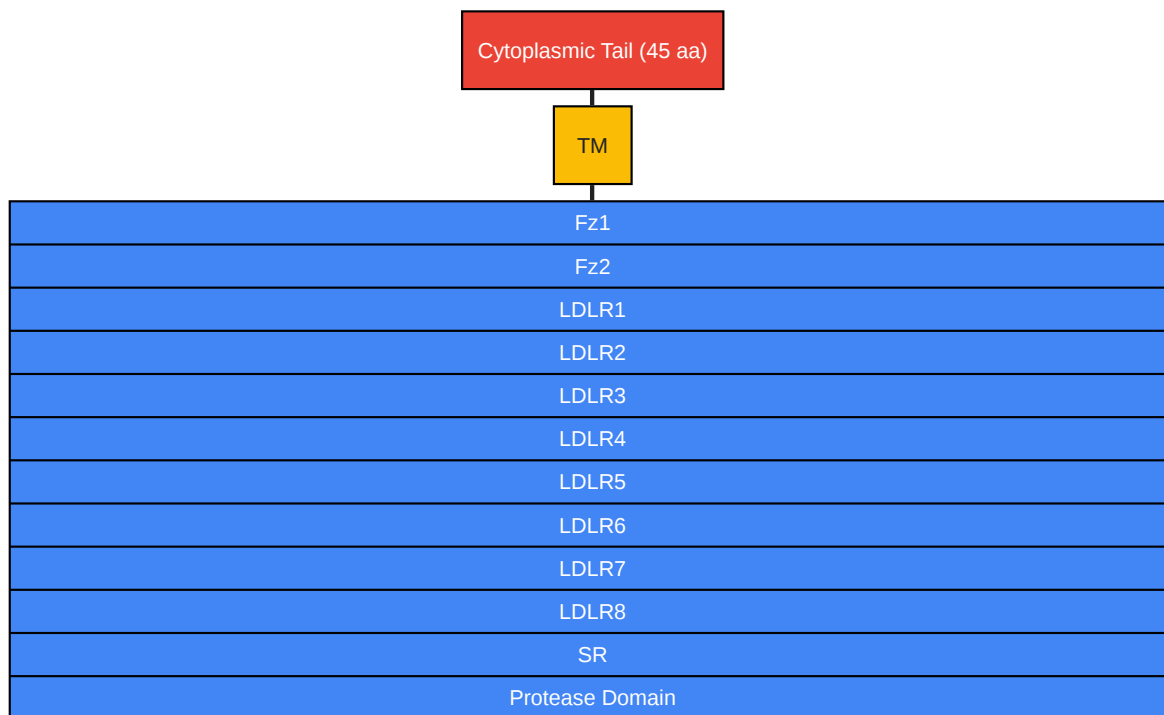 Cytoplasmic Tail (45 aa)
TM
Fz1
Fz2
LDLR1
LDLR2
LDLR3
LDLR4
LDLR5
LDLR6
LDLR7
LDLR8
SR
Protease Domain